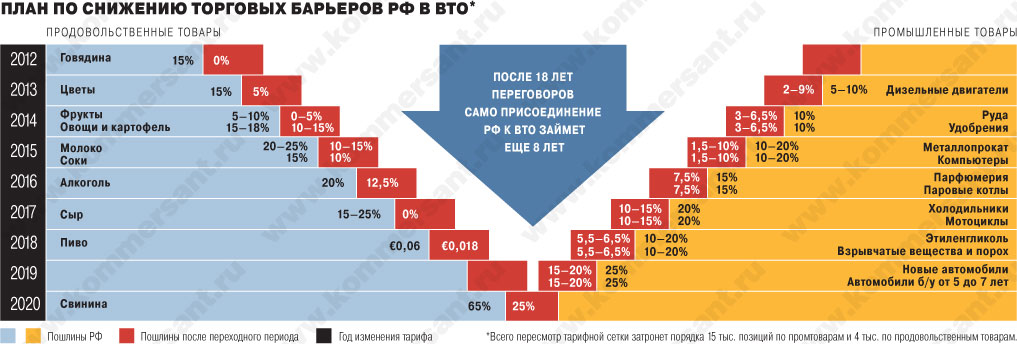 ПЛАН ПО СНИЖЕНИЮ ТОРГОВЫХ БАРЬЕРОВ РФ В ВТО*
ПРОДОВОЛЬСТВЕННЫЕ ТОВАРЫ ПРОМЫШЛЕННЫЕ ТОВАРЫ
ПОСЛЕ 18 ЛЕТ
ПЕРЕГОВОРОВ
САМО ПРИСОЕДИНЕНИЕ
РФ К ВТО ЗАЙМЕТ
ЕЩЕ 8 ЛЕТ
2012 Говядина 15% 0%
2013 Цветы 15% 5% 2–9% 5–10% Дизельные двигатели
2014 Фрукты 5–10% 0–5% 3–6,5% 10% Руда
Овощи и картофель 15–18% 10–15% 3–6,5% 10% Удобрения
2015 Молоко 20–25% 10–15% 1,5–10% 10–20% Металлопрокат
Соки 15% 10% 1,5–10% 10–20% Компьютеры
2016 Алкоголь 20% 12,5% 7,5% 15% Парфюмерия
7,5% 15% Паровые котлы
2017 Сыр 15–25% 0% 10–15% 20% Холодильники
10–15% 20% Мотоциклы
2018 Пиво €0,06 €0,018 5,5–6,5% 10–20% Этиленгликоль
5,5–6,5% 10–20% Взрывчатые вещества и порох
2019 15–20% 25% Новые автомобили
15–20% 25% Автомобили б/у от 5 до 7 лет
2020 Свинина 65% 25%
Пошлины РФ Пошлины после переходного периода Год изменения тарифа *Всего пересмотр тарифной сетки затронет порядка 15 тыс. позиций по промтоварам и 4 тыс. по продовольственным товарам.
www.kommersant.ru